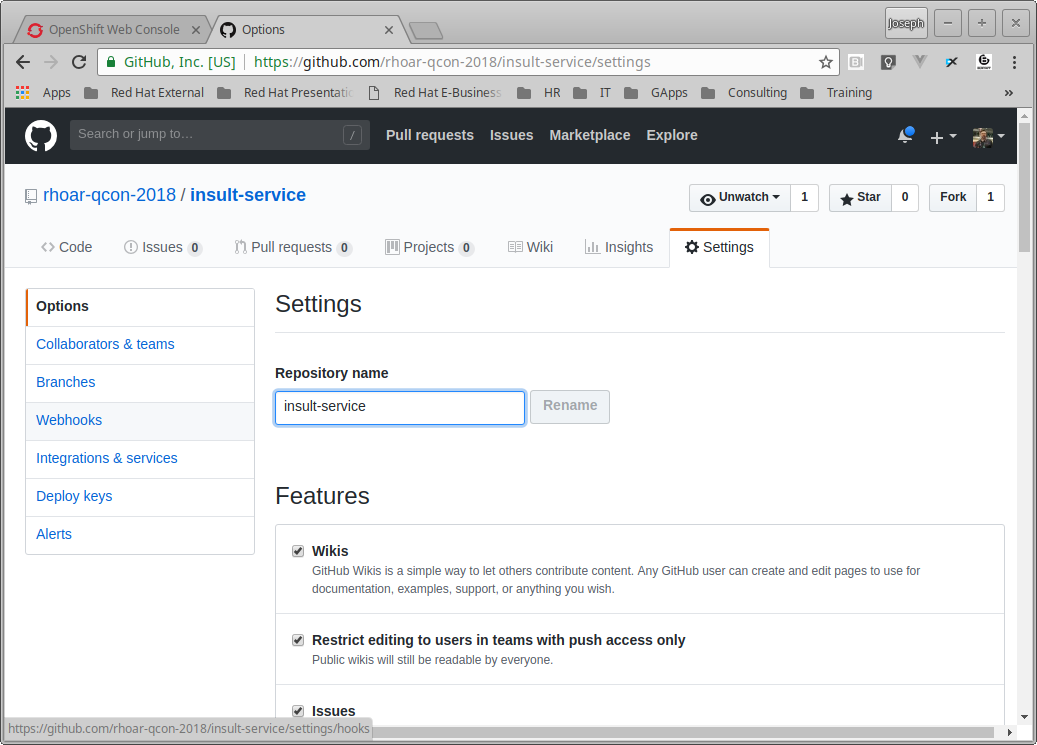 OpenShift Web Console
Options
Joseph
GitHub, Inc. [US]
https://github.com/rhoar-qcon-2018/insult-service/settings
Apps
Red Hat External
Red Hat Presentatio
Red Hat E-Business
HR
IT
GApps
Consulting
Training
»
Search or jump to…
/
Pull requests
Issues
Marketplace
Explore
rhoar-qcon-2018 / insult-service
Unwatch
1
Star
0
Fork
1
Code
Issues 0
Pull requests 0
Projects 0
Wiki
Insights
Settings
Options
Collaborators & teams
Branches
Webhooks
Integrations & services
Deploy keys
Alerts
Settings
Repository name
insult-service
Rename
Features
Wikis
GitHub Wikis is a simple way to let others contribute content. Any GitHub user can create and edit pages to use for
documentation, examples, support, or anything you wish.
Restrict editing to users in teams with push access only
Public wikis will still be readable by everyone.
Issues
https://github.com/rhoar-qcon-2018/insult-service/settings/hooks